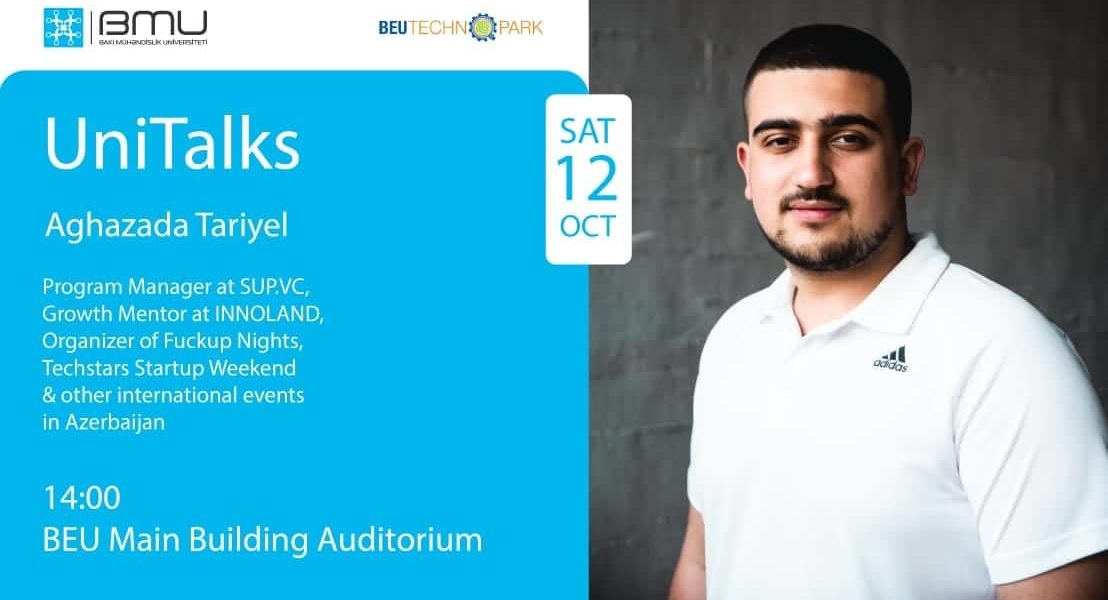 BMU
BAKI MÜHƏNDİSLİK UNİVERSİTETİ
BEUTECHNOPARK
UniTalks
SAT
12
OCT
Aghazada Tariyel
Program Manager at SUP.VC,
Growth Mentor at INNOLAND,
Organizer of Fuckup Nights,
Techstars Startup Weekend
& other international events
in Azerbaijan
adidas
14:00
BEU Main Building Auditorium